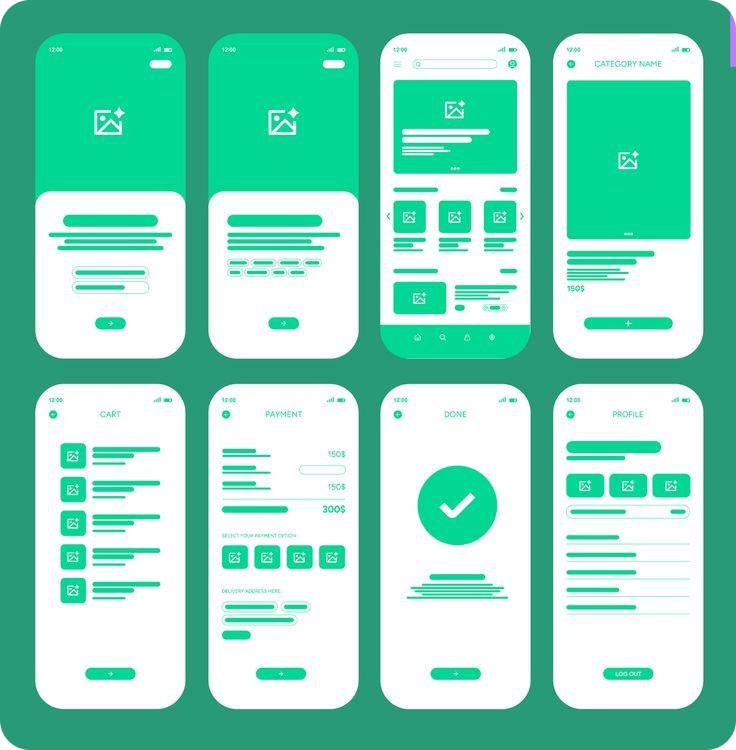 12:00
12:00
12:00
12:00
CATEGORY NAME
150$
12:00
CART
12:00
PAYMENT
150$
150$
300$
SELECT YOUR PAYMENT OPTION
DELIVERY ADDRESS HERE
12:00
DONE
12:00
PROFILE
LOG OUT